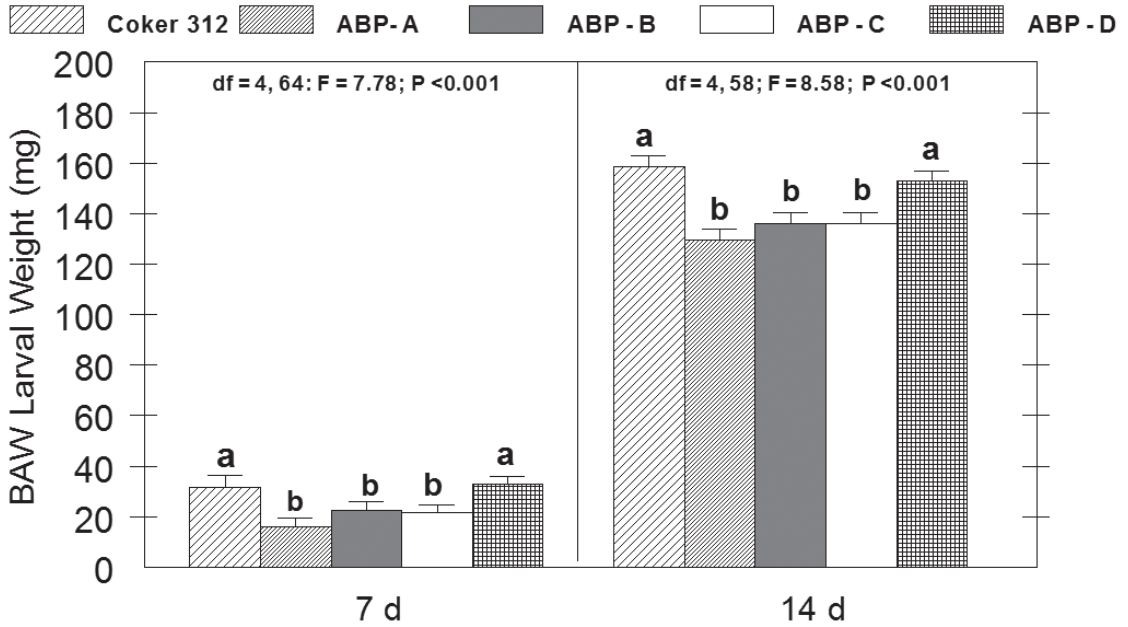 Coker 312 ABP-A ABP-B ABP-C ABP-D
BAW Larval Weight (mg)
200
180
160
140
120
100
80
60
40
20
0
df = 4, 64: F = 7.78; P <0.001
df = 4, 58; F = 8.58; P <0.001
a b b b a
a b b b a
7 d 14 d